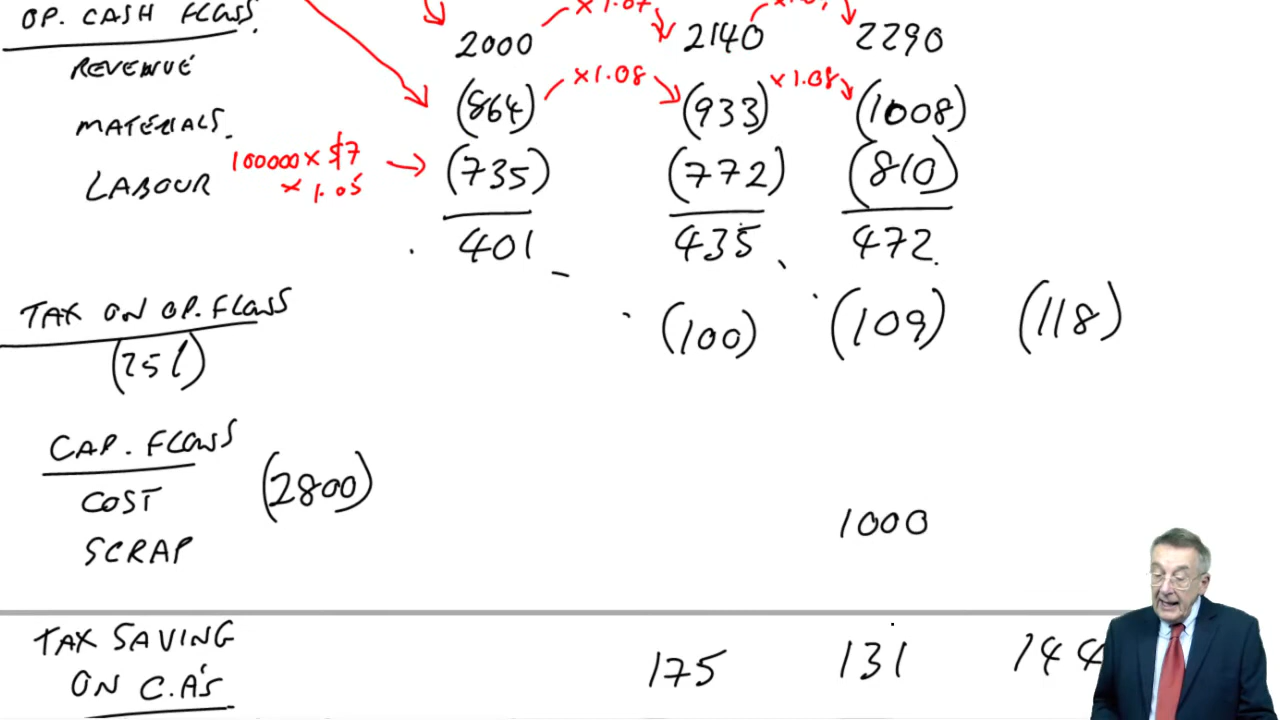 OP. CASH FLOWS.
×1.07
REVENUE 2000 2140 2290
×1.08 ×1.08
MATERIALS. (864) (933) (1008)
100000 × $7
LABOUR × 1.05 (735) (772) (810)
401 435 472
TAX ON OP. FLOWS (100) (109) (118)
(25%)
CAP. FLOWS
COST (2800)
SCRAP 1000
TAX SAVING
ON C.A'S 175 131 144